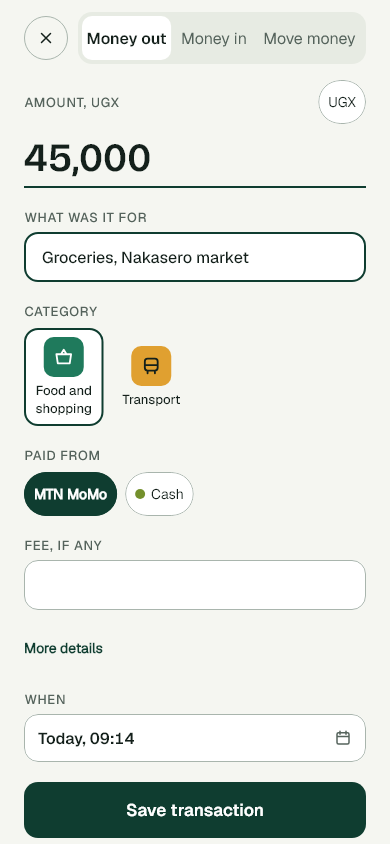 Money out Money in Move money
AMOUNT, UGX
UGX
45,000
WHAT WAS IT FOR
Groceries, Nakasero market
CATEGORY
Food and
shopping
Transport
PAID FROM
MTN MoMo
Cash
FEE, IF ANY
More details
WHEN
Today, 09:14
Save transaction